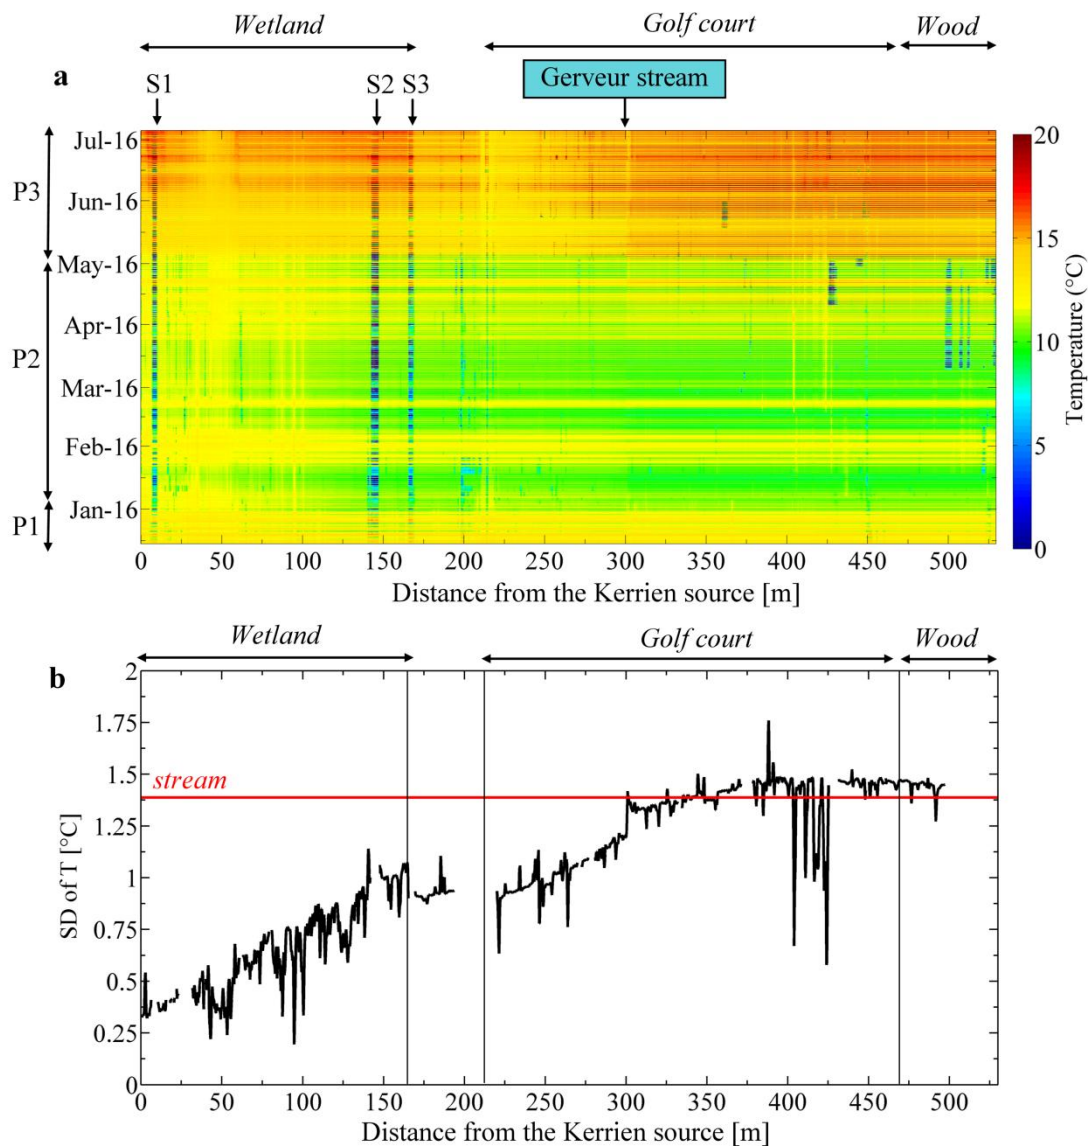 Wetland
Golf court
Wood
a
S1
S2
S3
Gerveur stream
P3
P2
P1
Jul-16
Jun-16
May-16
Apr-16
Mar-16
Feb-16
Jan-16
0 50 100 150 200 250 300 350 400 450 500
Distance from the Kerrien source [m]
20
15
10
5
0
Temperature (°C)
Wetland
Golf court
Wood
b
2
1.75
1.5
1.25
1
0.75
0.5
0.25
0
SD of T [°C]
stream
0 50 100 150 200 250 300 350 400 450 500
Distance from the Kerrien source [m]